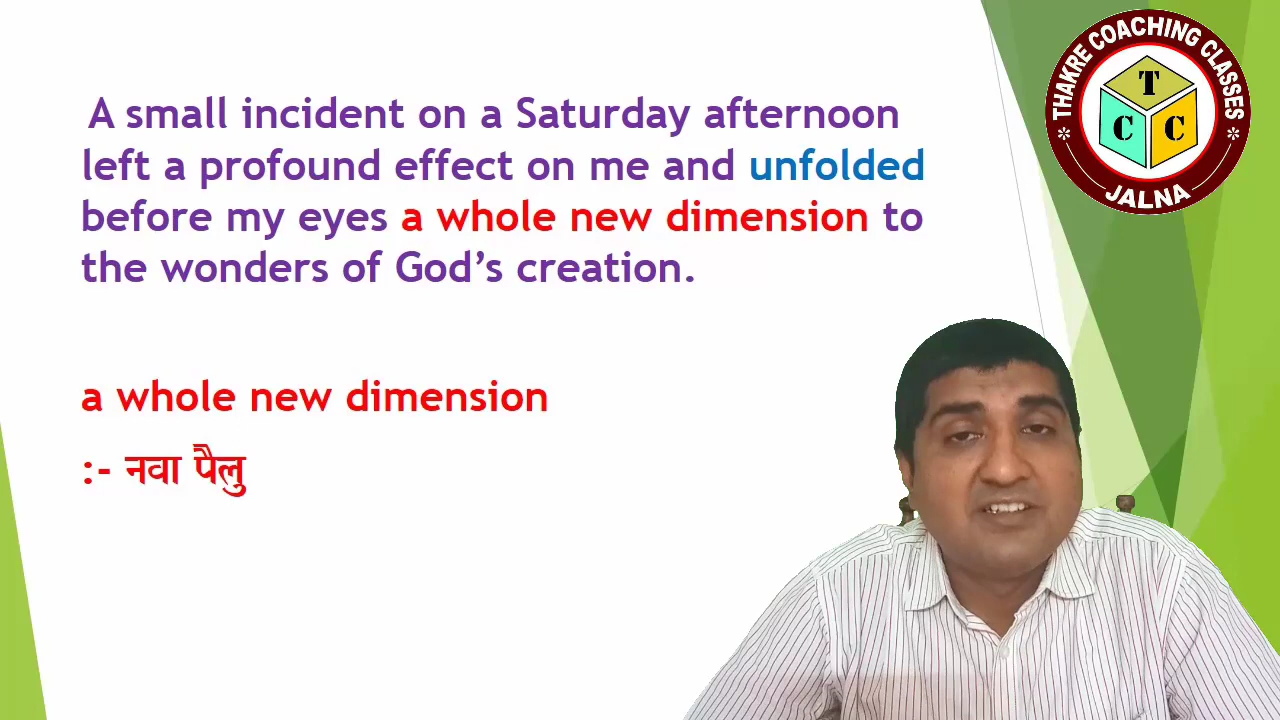 A small incident on a Saturday afternoon
left a profound effect on me and unfolded
before my eyes a whole new dimension to
the wonders of God’s creation.
a whole new dimension
:- नवा पैलु
THAKRE COACHING CLASSES
T
C C
JALNA